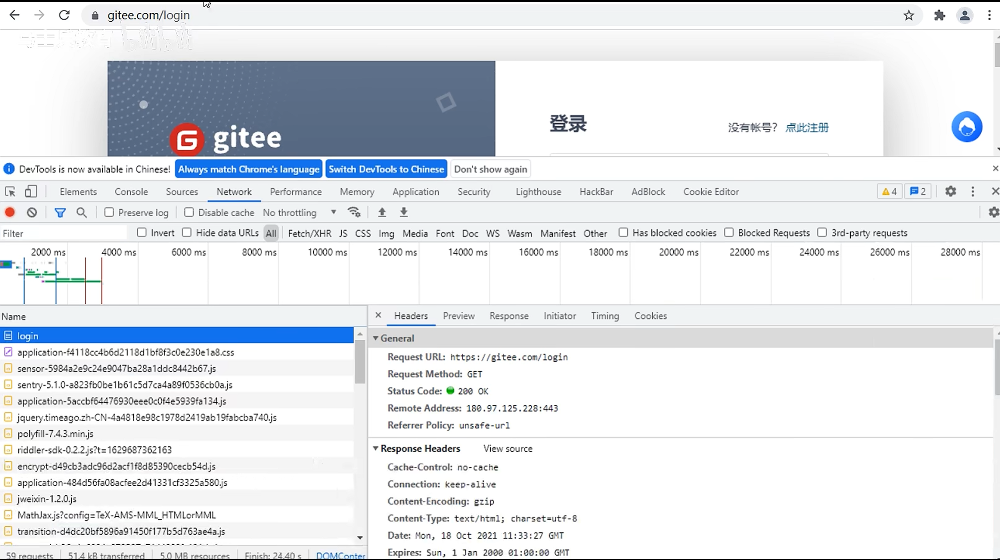 gitee.com/login
bilibili
gitee
登录
没有帐号? 点此注册
DevTools is now available in Chinese! Always match Chrome's language Switch DevTools to Chinese Don't show again
Elements Console Sources Network Performance Memory Application Security Lighthouse HackBar AdBlock Cookie Editor 4 2
Preserve log Disable cache No throttling
Filter Invert Hide data URLs All Fetch/XHR JS CSS Img Media Font Doc WS Wasm Manifest Other Has blocked cookies Blocked Requests 3rd-party requests
2000 ms 4000 ms 6000 ms 8000 ms 10000 ms 12000 ms 14000 ms 16000 ms 18000 ms 20000 ms 22000 ms 24000 ms 26000 ms 28000 ms
Name
login
application-f4118cc4b6d2118d1bf8f3c0e230e1a8.css
sensor-5984a2e9c24e9047ba28a1ddc8442b67.js
sentry-5.1.0-a823fb0be1b61c5d7ca4a89f0536cb0a.js
application-5accbf64476930eee0c0f4e5939fa134.js
jquery.timeago.zh-CN-4a4818e98c1978d2419ab19fabcba740.js
polyfill-7.4.3.min.js
riddler-sdk-0.2.2.js?t=1629687362163
encrypt-d49cb3adc96d2acf1f8d85390cecb54d.js
application-484d56fa08acfee2d41331cf3325a580.js
jweixin-1.2.0.js
MathJax.js?config=TeX-AMS-MML_HTMLorMML
transition-d4dc20bf5896a91450f177b5d763ae4a.js
59 requests 51.4 kB transferred 5.0 MB resources Finish: 24.40 s DOMConter
Headers Preview Response Initiator Timing Cookies
General
Request URL: https://gitee.com/login
Request Method: GET
Status Code: 200 OK
Remote Address: 180.97.125.228:443
Referrer Policy: unsafe-url
Response Headers View source
Cache-Control: no-cache
Connection: keep-alive
Content-Encoding: gzip
Content-Type: text/html; charset=utf-8
Date: Mon, 18 Oct 2021 11:33:27 GMT
Expires: Sun, 1 Jan 2000 01:00:00 GMT